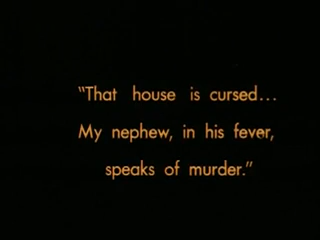 “That house is cursed...
My nephew, in his fever,
speaks of murder.”